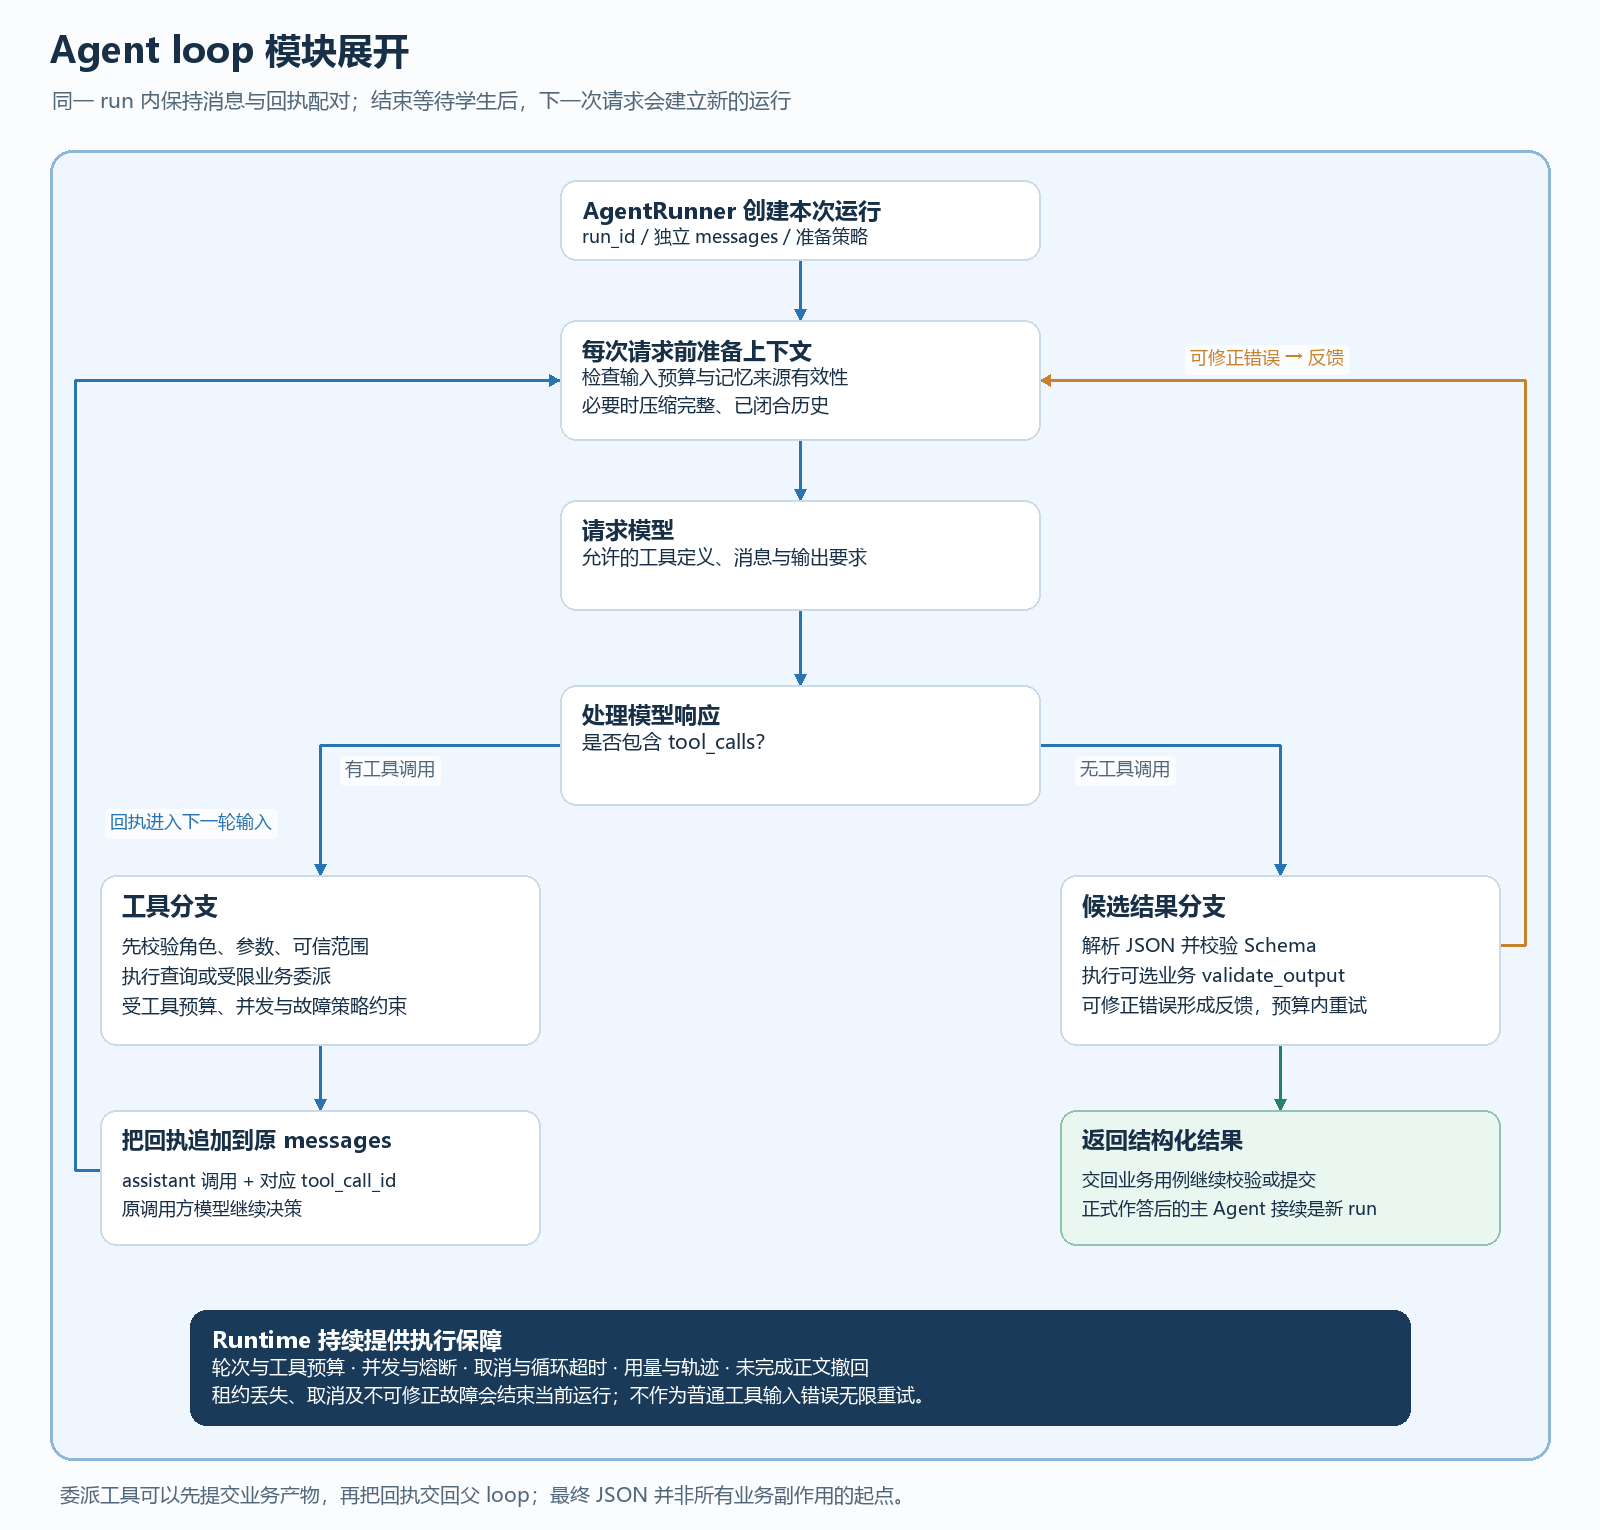 Agent loop 模块展开
同一 run 内保持消息与回执配对；结束等待学生后，下一次请求会建立新的运行
AgentRunner 创建本次运行
run_id / 独立 messages / 准备策略
每次请求前准备上下文
检查输入预算与记忆来源有效性
必要时压缩完整、已闭合历史
可修正错误 → 反馈
请求模型
允许的工具定义、消息与输出要求
处理模型响应
是否包含 tool_calls?
有工具调用
无工具调用
回执进入下一轮输入
工具分支
先校验角色、参数、可信范围
执行查询或受限业务委派
受工具预算、并发与故障策略约束
候选结果分支
解析 JSON 并校验 Schema
执行可选业务 validate_output
可修正错误形成反馈，预算内重试
把回执追加到原 messages
assistant 调用 + 对应 tool_call_id
原调用方模型继续决策
返回结构化结果
交回业务用例继续校验或提交
正式作答后的主 Agent 接续是新 run
Runtime 持续提供执行保障
轮次与工具预算 · 并发与熔断 · 取消与循环超时 · 用量与轨迹 · 未完成正文撤回
租约丢失、取消及不可修正故障会结束当前运行；不作为普通工具输入错误无限重试。
委派工具可以先提交业务产物，再把回执交回父 loop；最终 JSON 并非所有业务副作用的起点。